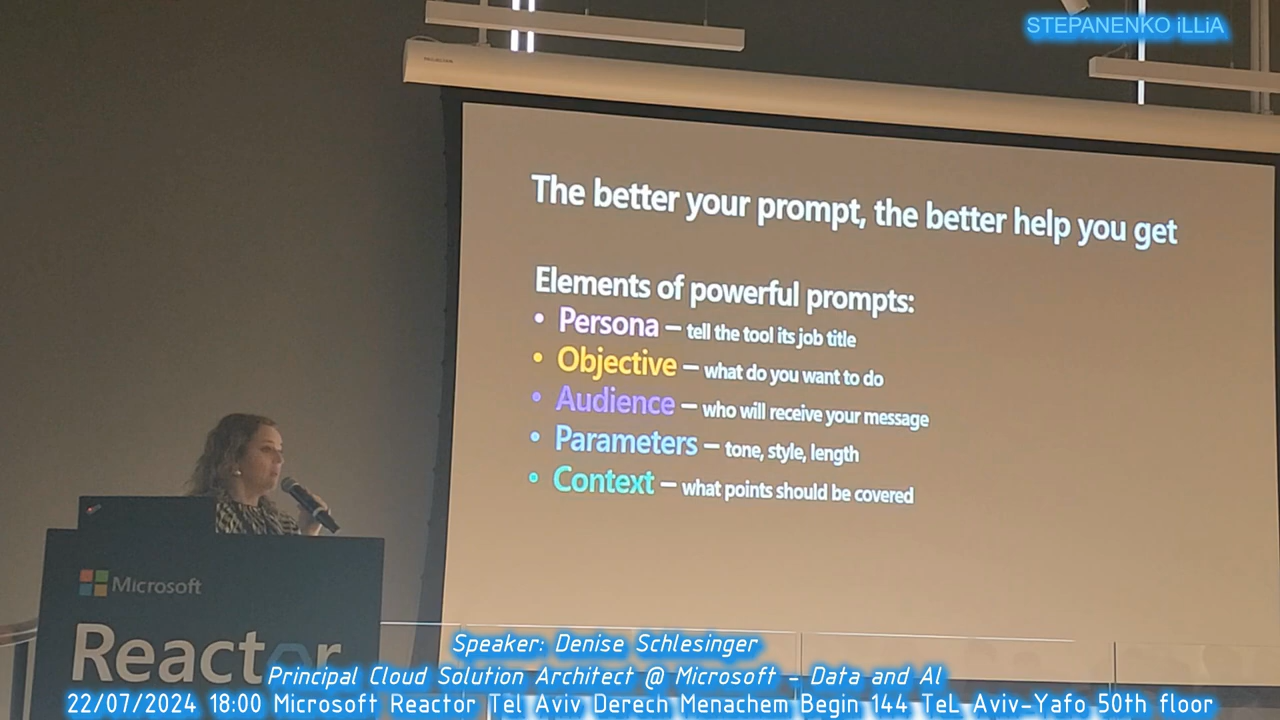 STEPANENKO iLLiA
The better your prompt, the better help you get
Elements of powerful prompts:
• Persona – tell the tool its job title
• Objective – what do you want to do
• Audience – who will receive your message
• Parameters – tone, style, length
• Context – what points should be covered
Microsoft
Reactor
Speaker: Denise Schlesinger
Principal Cloud Solution Architect @ Microsoft - Data and AI
22/07/2024 18:00 Microsoft Reactor Tel Aviv Derech Menachem Begin 144 TeL Aviv-Yafo 50th floor